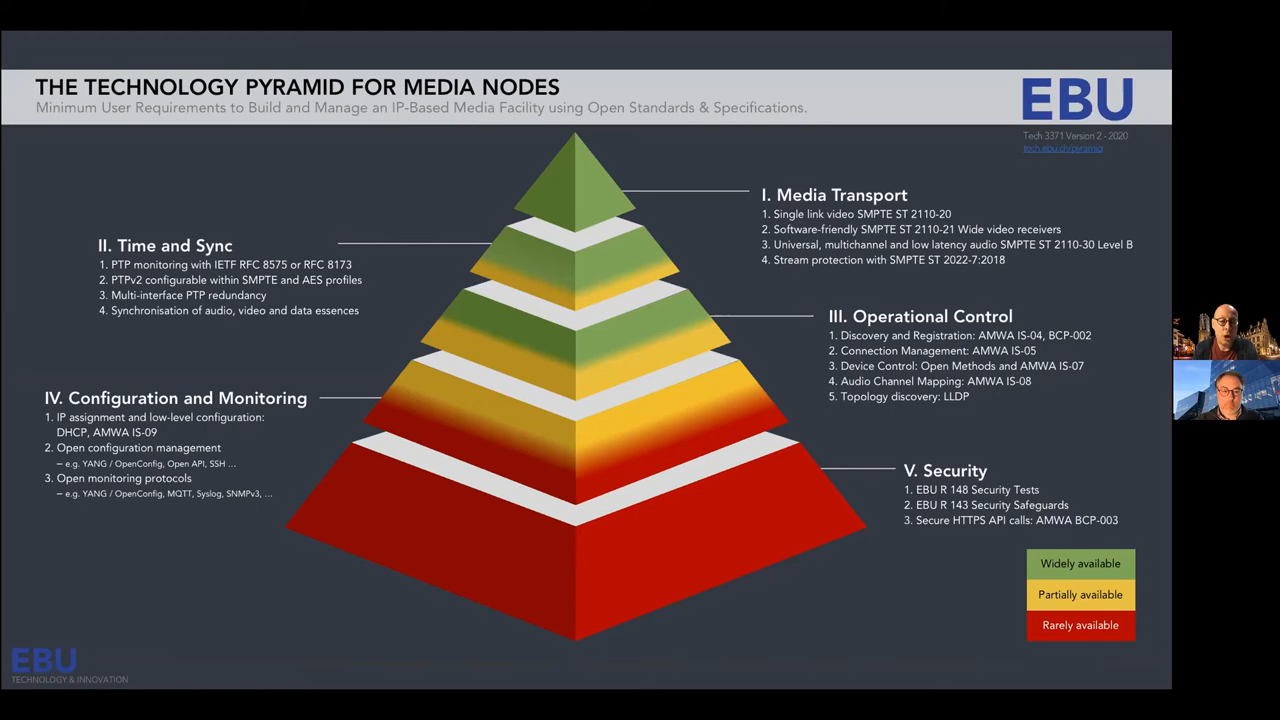 THE TECHNOLOGY PYRAMID FOR MEDIA NODES
Minimum User Requirements to Build and Manage an IP-Based Media Facility using Open Standards & Specifications.
EBU
Tech 3371 Version 2 - 2020
tech.ebu.ch/pyramid
I. Media Transport
1. Single link video SMPTE ST 2110-20
2. Software-friendly SMPTE ST 2110-21 Wide video receivers
3. Universal, multichannel and low latency audio SMPTE ST 2110-30 Level B
4. Stream protection with SMPTE ST 2022-7:2018
II. Time and Sync
1. PTP monitoring with IETF RFC 8575 or RFC 8173
2. PTPv2 configurable within SMPTE and AES profiles
3. Multi-interface PTP redundancy
4. Synchronisation of audio, video and data essences
III. Operational Control
1. Discovery and Registration: AMWA IS-04, BCP-002
2. Connection Management: AMWA IS-05
3. Device Control: Open Methods and AMWA IS-07
4. Audio Channel Mapping: AMWA IS-08
5. Topology discovery: LLDP
IV. Configuration and Monitoring
1. IP assignment and low-level configuration:
DHCP, AMWA IS-09
2. Open configuration management
– e.g. YANG / OpenConfig, Open API, SSH ...
3. Open monitoring protocols
– e.g. YANG / OpenConfig, MQTT, Syslog, SNMPv3, ...
V. Security
1. EBU R 148 Security Tests
2. EBU R 143 Security Safeguards
3. Secure HTTPS API calls: AMWA BCP-003
Widely available
Partially available
Rarely available
EBU
TECHNOLOGY & INNOVATION